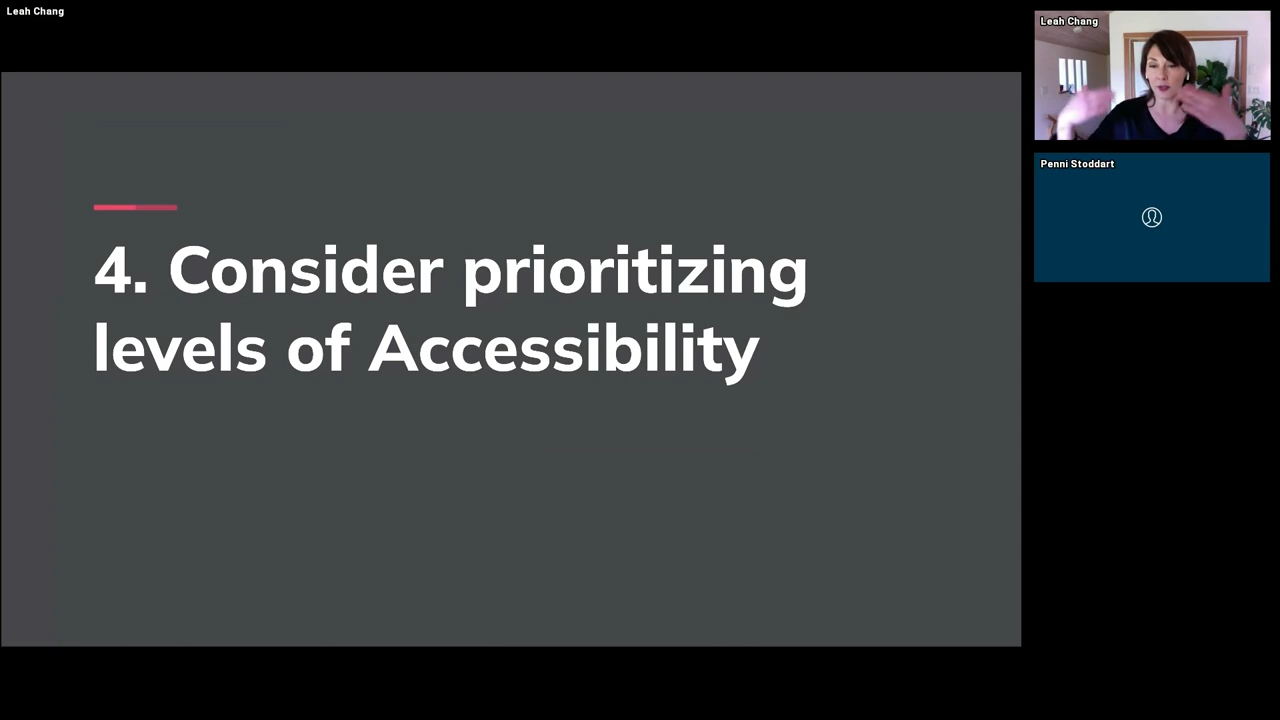 Leah Chang
4. Consider prioritizing
levels of Accessibility
Leah Chang
Penni Stoddart